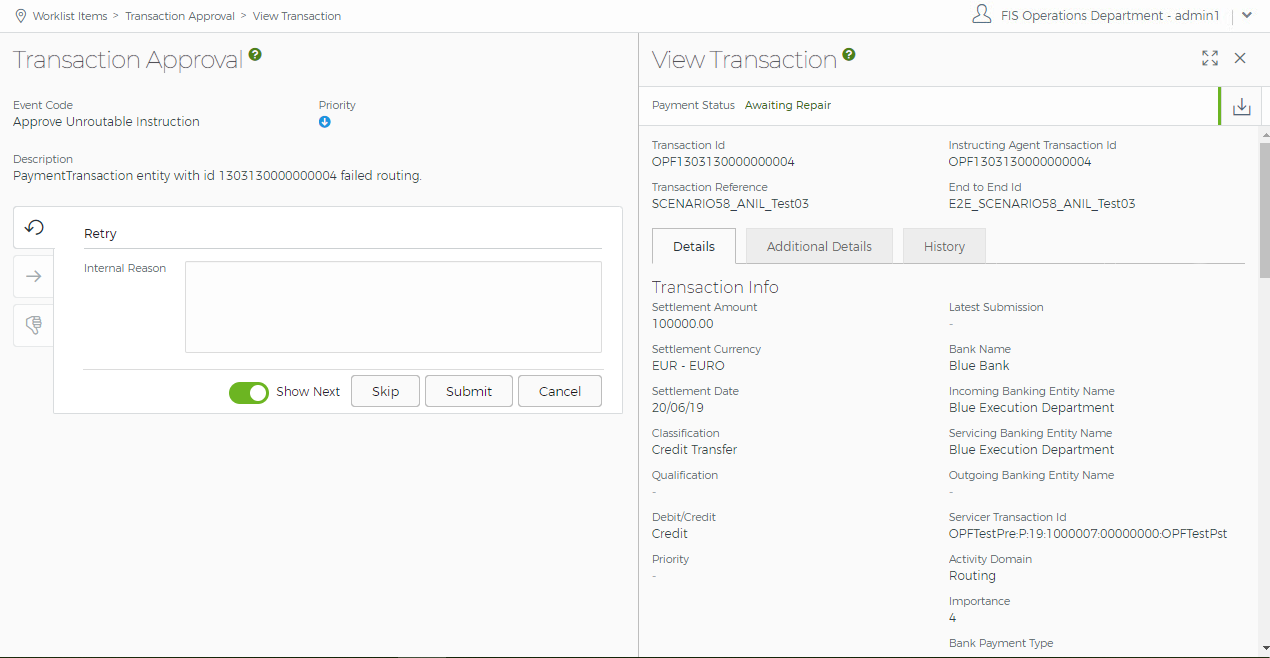 Worklist Items > Transaction Approval > View Transaction
FIS Operations Department - admin1
Transaction Approval ?
Event Code
Approve Unroutable Instruction
Priority
Description
PaymentTransaction entity with id 1303130000000004 failed routing.
Retry
Internal Reason
Show Next
Skip
Submit
Cancel
View Transaction ?
Payment Status Awaiting Repair
Transaction Id
OPF1303130000000004
Instructing Agent Transaction Id
OPF1303130000000004
Transaction Reference
SCENARIO58_ANIL_Test03
End to End Id
E2E_SCENARIO58_ANIL_Test03
Details
Additional Details
History
Transaction Info
Settlement Amount
100000.00
Settlement Currency
EUR - EURO
Settlement Date
20/06/19
Classification
Credit Transfer
Qualification
-
Debit/Credit
Credit
Priority
-
Latest Submission
-
Bank Name
Blue Bank
Incoming Banking Entity Name
Blue Execution Department
Servicing Banking Entity Name
Blue Execution Department
Outgoing Banking Entity Name
-
Servicer Transaction Id
OPFTestPre:P:19:1000007:00000000:OPFTestPst
Activity Domain
Routing
Importance
4
Bank Payment Type